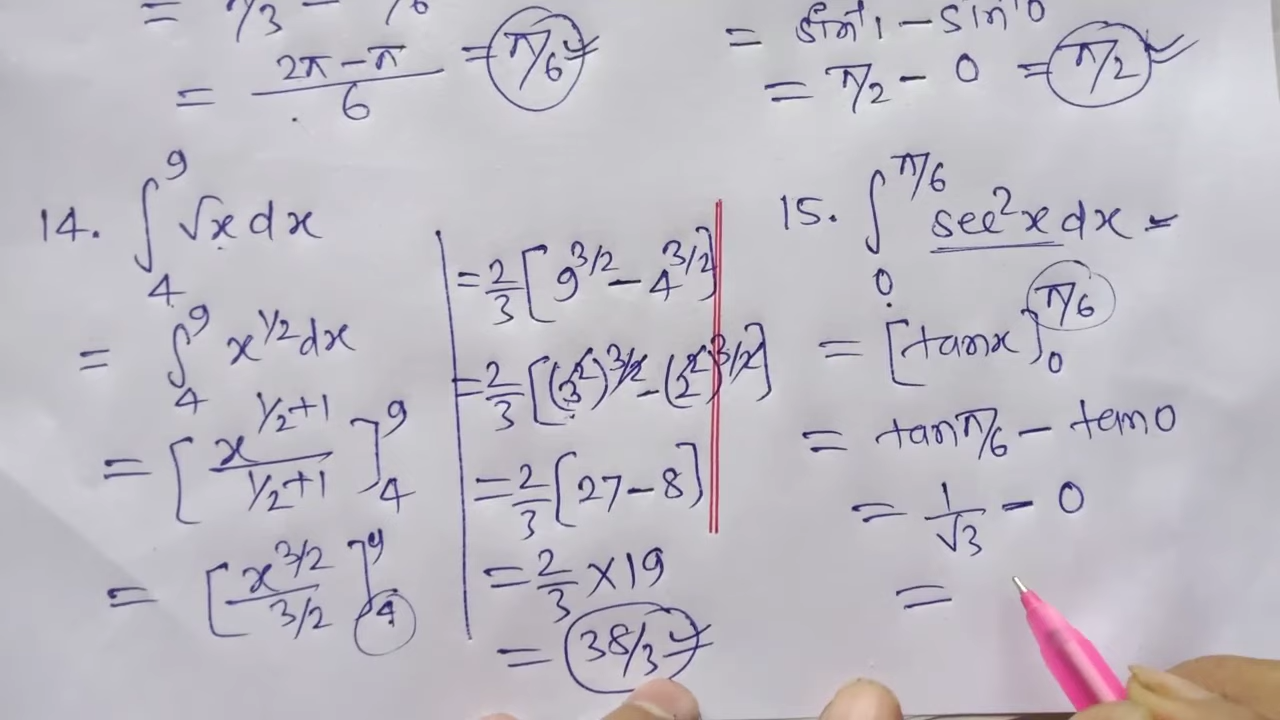 = π/3 − π/6
= 2π − π / 6 = π/6
= sin⁻¹1 − sin⁻¹0
= π/2 − 0 = π/2
14. ∫₄⁹ √x dx
= ∫₄⁹ x^1/2 dx
= [x^1/2+1 / 1/2+1]₄⁹
= [x^3/2 / 3/2]₄⁹
= 2/3 [9^3/2 − 4^3/2]
= 2/3 [(3²)^3/2 − (2²)^3/2]
= 2/3 [27 − 8]
= 2/3 × 19
= 38/3
15. ∫₀^π/6 sec²x dx
= [tanx]₀^π/6
= tanπ/6 − tan0
= 1/√3 − 0
=